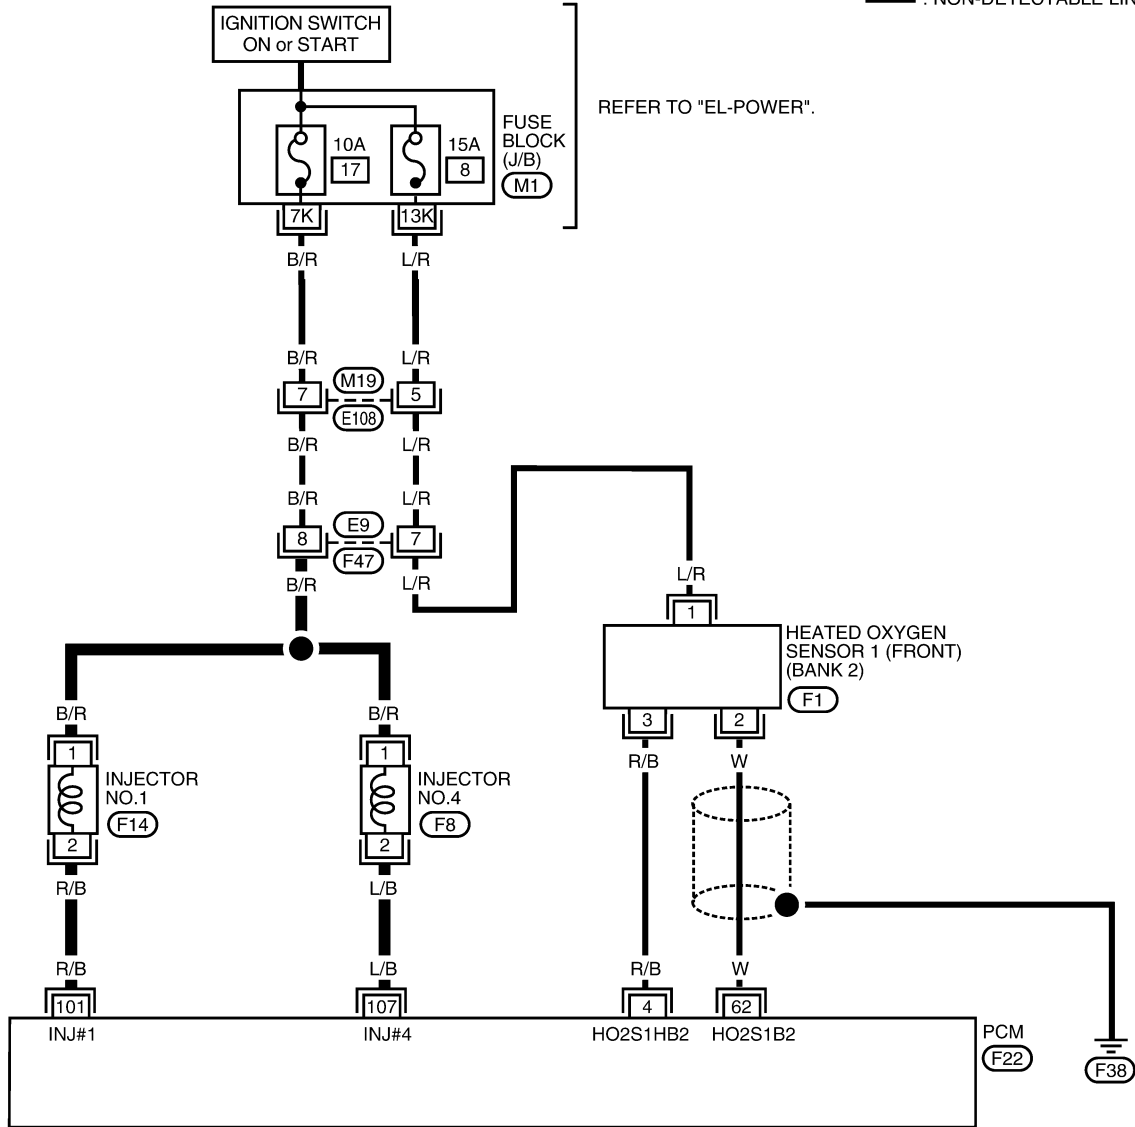 : NON-DETECTABLE LIN
IGNITION SWITCH
ON or START
REFER TO "EL-POWER".
FUSE
BLOCK
(J/B)
M1
10A
17
15A
8
7K
13K
B/R
L/R
B/R
L/R
M19
7
5
E108
B/R
L/R
B/R
L/R
E9
8
7
F47
B/R
L/R
L/R
1
HEATED OXYGEN
SENSOR 1 (FRONT)
(BANK 2)
F1
B/R
B/R
3
2
1
1
R/B
W
INJECTOR
NO.1
F14
INJECTOR
NO.4
F8
2
2
R/B
L/B
R/B
L/B
R/B
W
101
107
4
62
INJ#1
INJ#4
HO2S1HB2
HO2S1B2
PCM
F22
F38